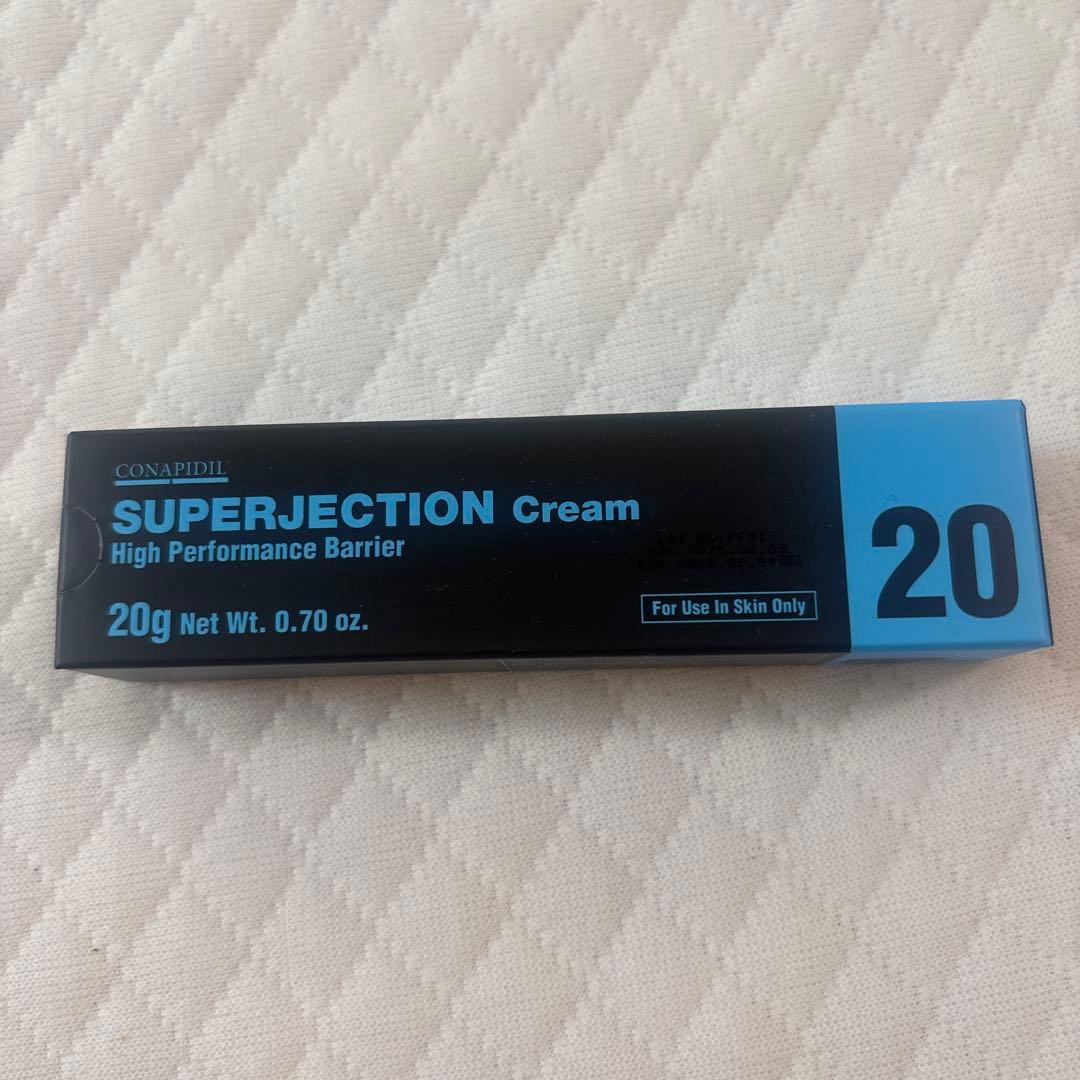 CONAPIDIL
SUPERJECTION Cream
High Performance Barrier
20g Net Wt. 0.70 oz.
For Use In Skin Only
20